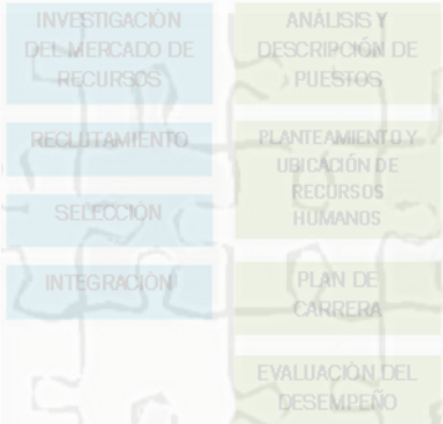 INVESTIGACIÓN
DEL MERCADO DE
RECURSOS
RECLUTAMIENTO
SELECCIÓN
INTEGRACIÓN
ANÁLISIS Y
DESCRIPCIÓN DE
PUESTOS
PLANTEAMIENTO Y
UBICACIÓN DE
RECURSOS
HUMANOS
PLAN DE
CARRERA
EVALUACIÓN DEL
DESEMPEÑO